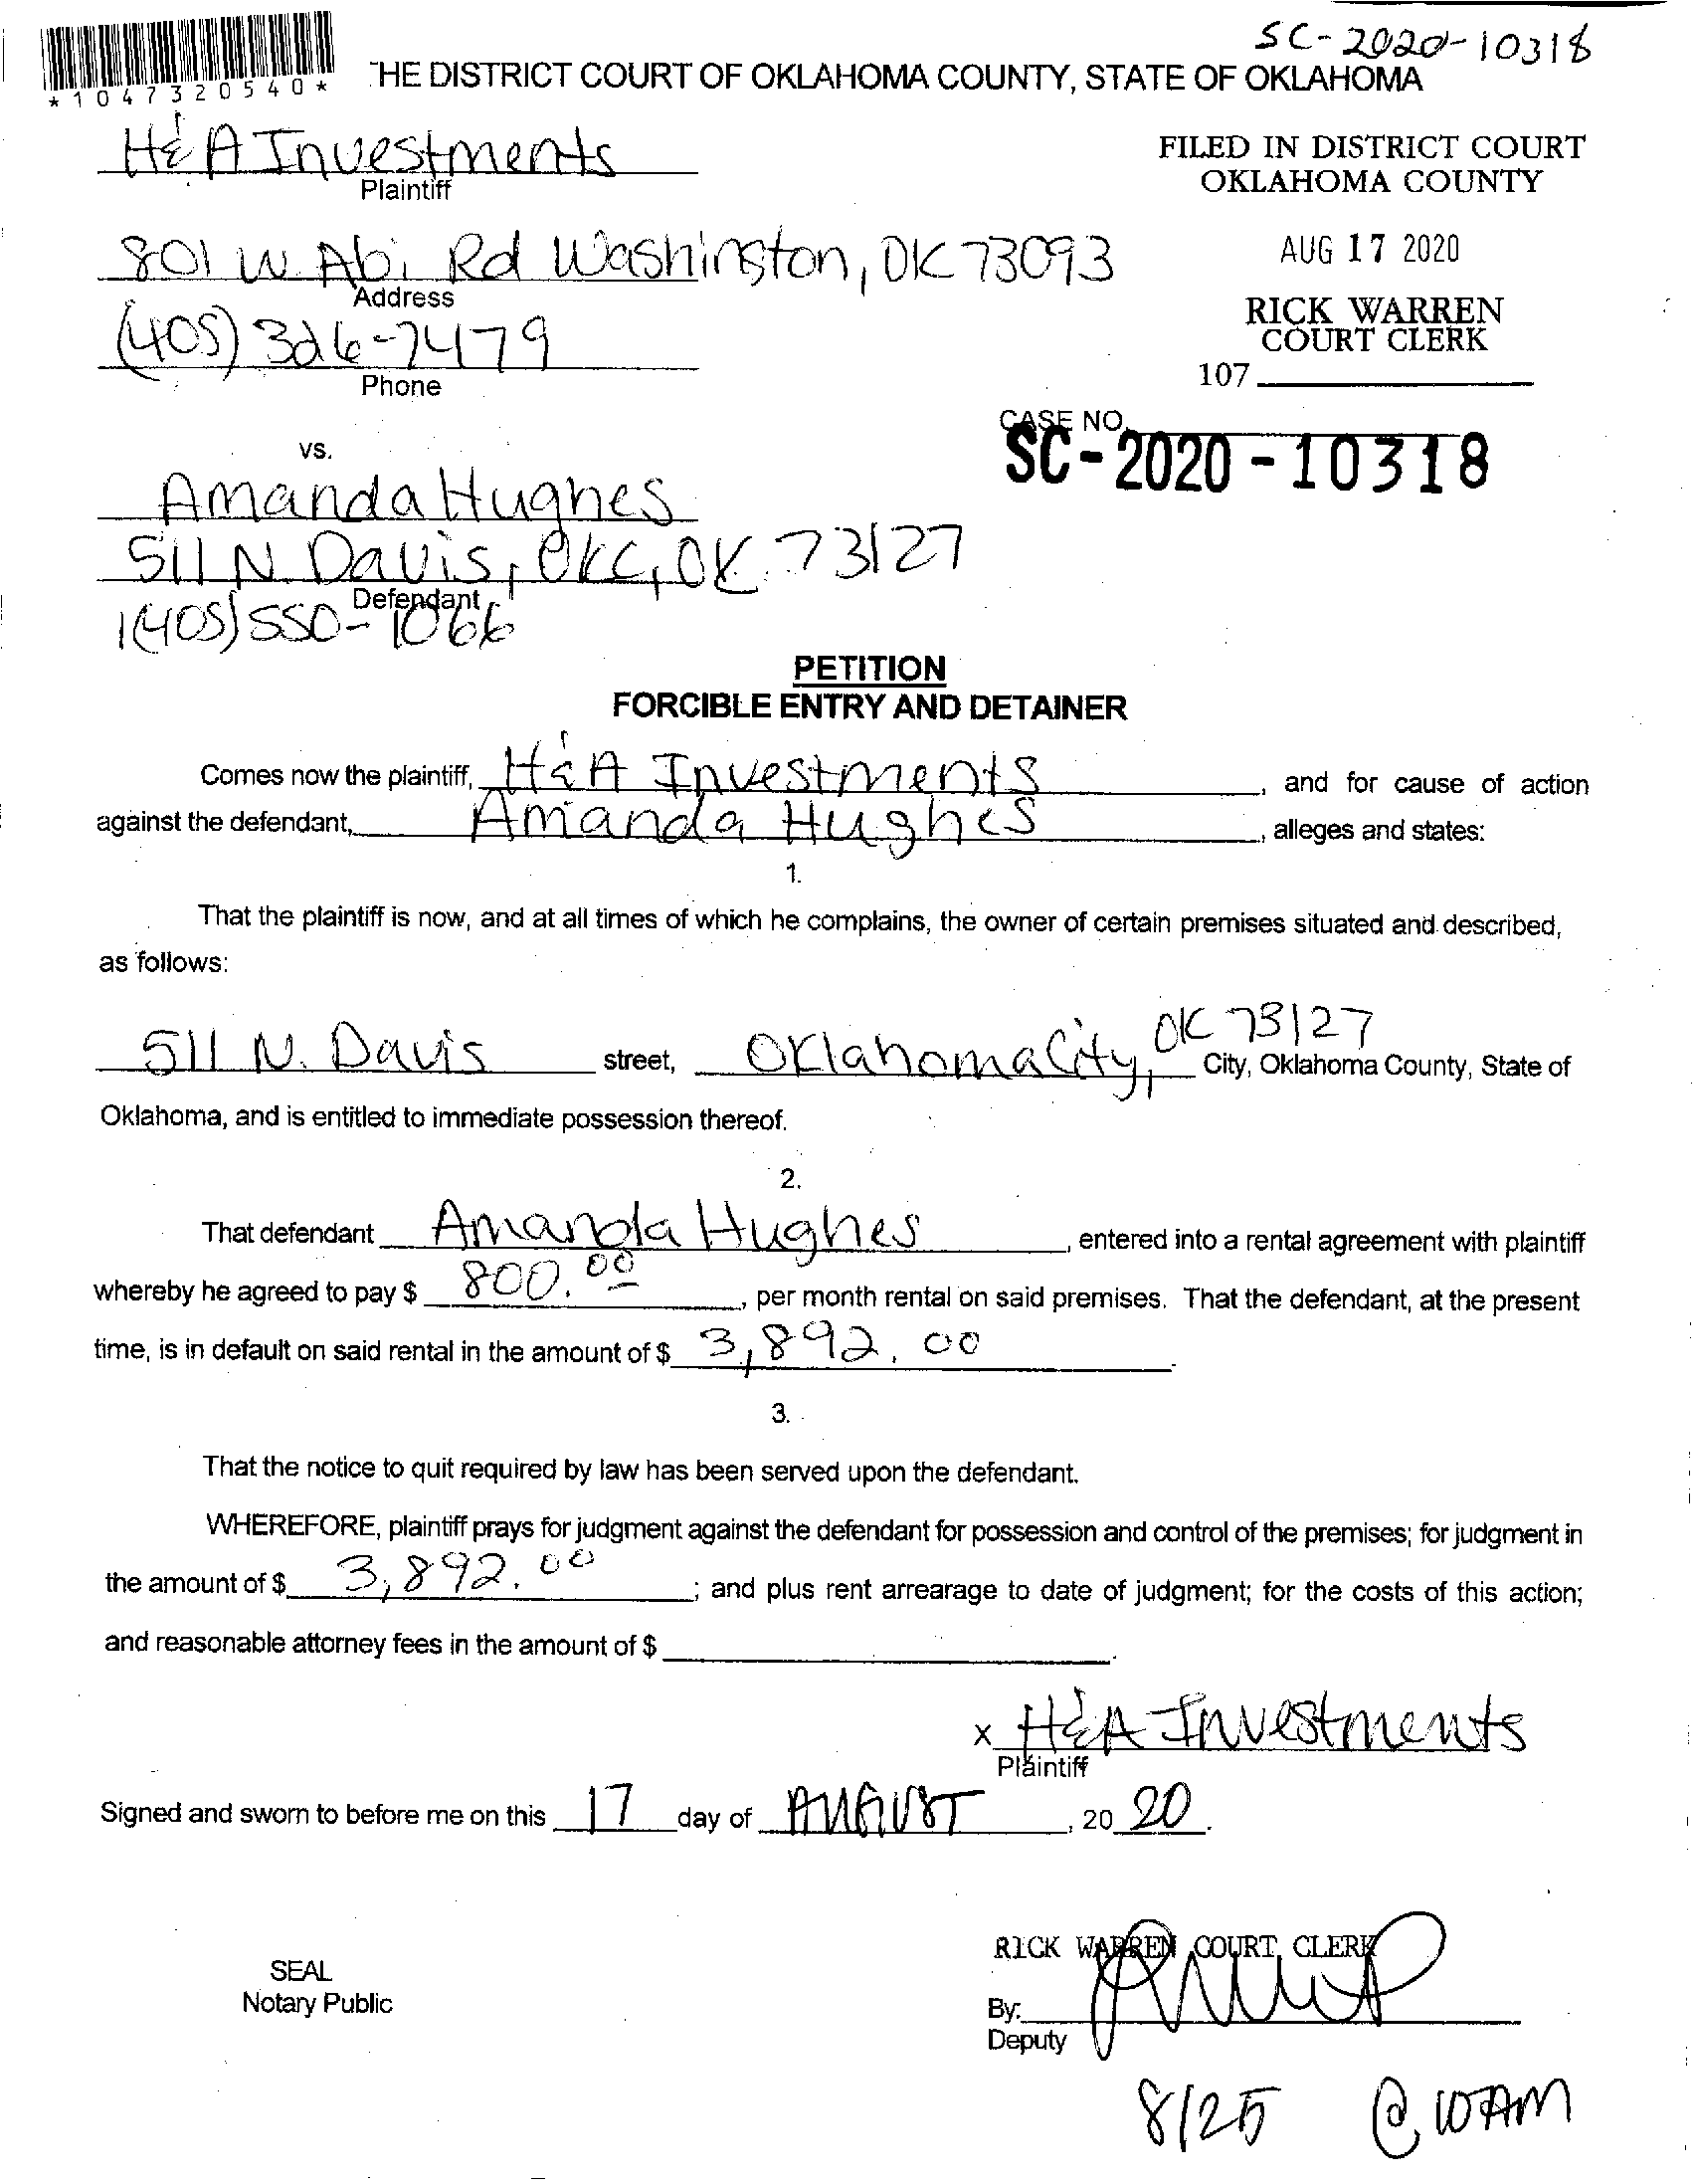 SC-2020-10318
*1047320540*
THE DISTRICT COURT OF OKLAHOMA COUNTY, STATE OF OKLAHOMA
H&A Investments
Plaintiff
FILED IN DISTRICT COURT
OKLAHOMA COUNTY
801 W. Abi Rd Washington, OK 73093
Address
AUG 17 2020
(405) 326-7479
Phone
RICK WARREN
COURT CLERK
107
CASE NO.
SC-2020-10318
vs.
Amanda Hughes
511 N. Davis, OKC, OK 73127
Defendant
1(405) 550-1066
PETITION
FORCIBLE ENTRY AND DETAINER
Comes now the plaintiff, H&A Investments, and for cause of action
against the defendant, Amanda Hughes, alleges and states:
1.
That the plaintiff is now, and at all times of which he complains, the owner of certain premises situated and described,
as follows:
511 N. Davis street, Oklahoma City, OK 73127 City, Oklahoma County, State of
Oklahoma, and is entitled to immediate possession thereof.
2.
That defendant Amanda Hughes, entered into a rental agreement with plaintiff
whereby he agreed to pay $ 800.00, per month rental on said premises. That the defendant, at the present
time, is in default on said rental in the amount of $ 3,892.00.
3.
That the notice to quit required by law has been served upon the defendant.
WHEREFORE, plaintiff prays for judgment against the defendant for possession and control of the premises; for judgment in
the amount of $ 3,892.00; and plus rent arrearage to date of judgment; for the costs of this action;
and reasonable attorney fees in the amount of $ .
x H&A Investments
Plaintiff
Signed and sworn to before me on this 17 day of AUGUST, 20 20.
RICK WARREN COURT CLERK
SEAL
Notary Public
By:
Deputy
8/25 @ 10AM